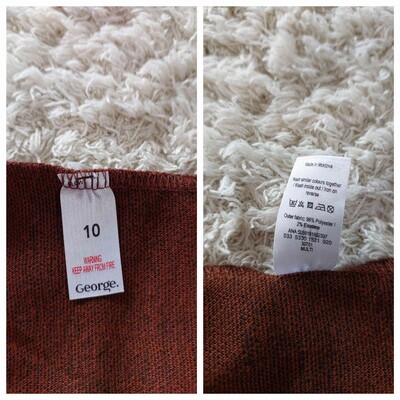 10
WARNING
KEEP AWAY FROM FIRE
George.
Made in Moldova
Wash similar colours together
/ Wash inside out / Iron on
reverse
Outer fabric: 98% Polyester /
2% Elastane
MULTI